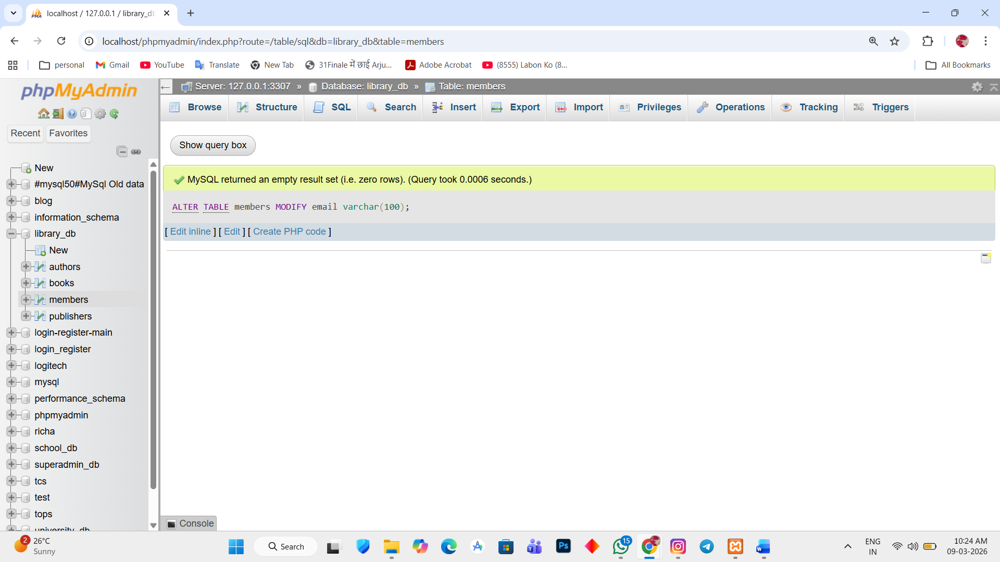 localhost / 127.0.0.1 / library_db
localhost/phpmyadmin/index.php?route=/table/sql&db=library_db&table=members
personal
Gmail
YouTube
Translate
New Tab
31Finale में छाई Arju...
Adobe Acrobat
(8555) Labon Ko (8...
All Bookmarks
phpMyAdmin
Recent
Favorites
New
#mysql50#MySql Old data
blog
information_schema
library_db
New
authors
books
members
publishers
login-register-main
login_register
logitech
mysql
performance_schema
phpmyadmin
richa
school_db
superadmin_db
tcs
test
tops
university_db
Server: 127.0.0.1:3307 » Database: library_db » Table: members
Browse
Structure
SQL
Search
Insert
Export
Import
Privileges
Operations
Tracking
Triggers
Show query box
MySQL returned an empty result set (i.e. zero rows). (Query took 0.0006 seconds.)
ALTER TABLE members MODIFY email varchar(100);
[ Edit inline ] [ Edit ] [ Create PHP code ]
Console
2
26°C
Sunny
Search
Ps
15
ENG
IN
10:24 AM
09-03-2026